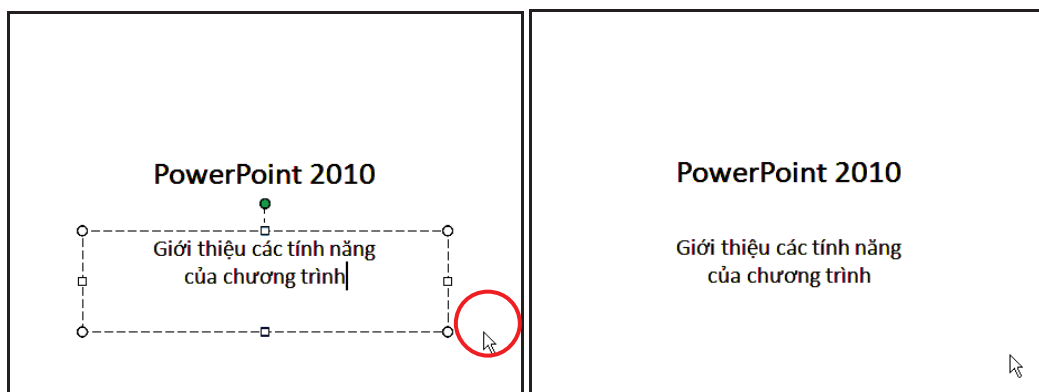 PowerPoint 2010
Giới thiệu các tính năng
của chương trình
PowerPoint 2010
Giới thiệu các tính năng
của chương trình